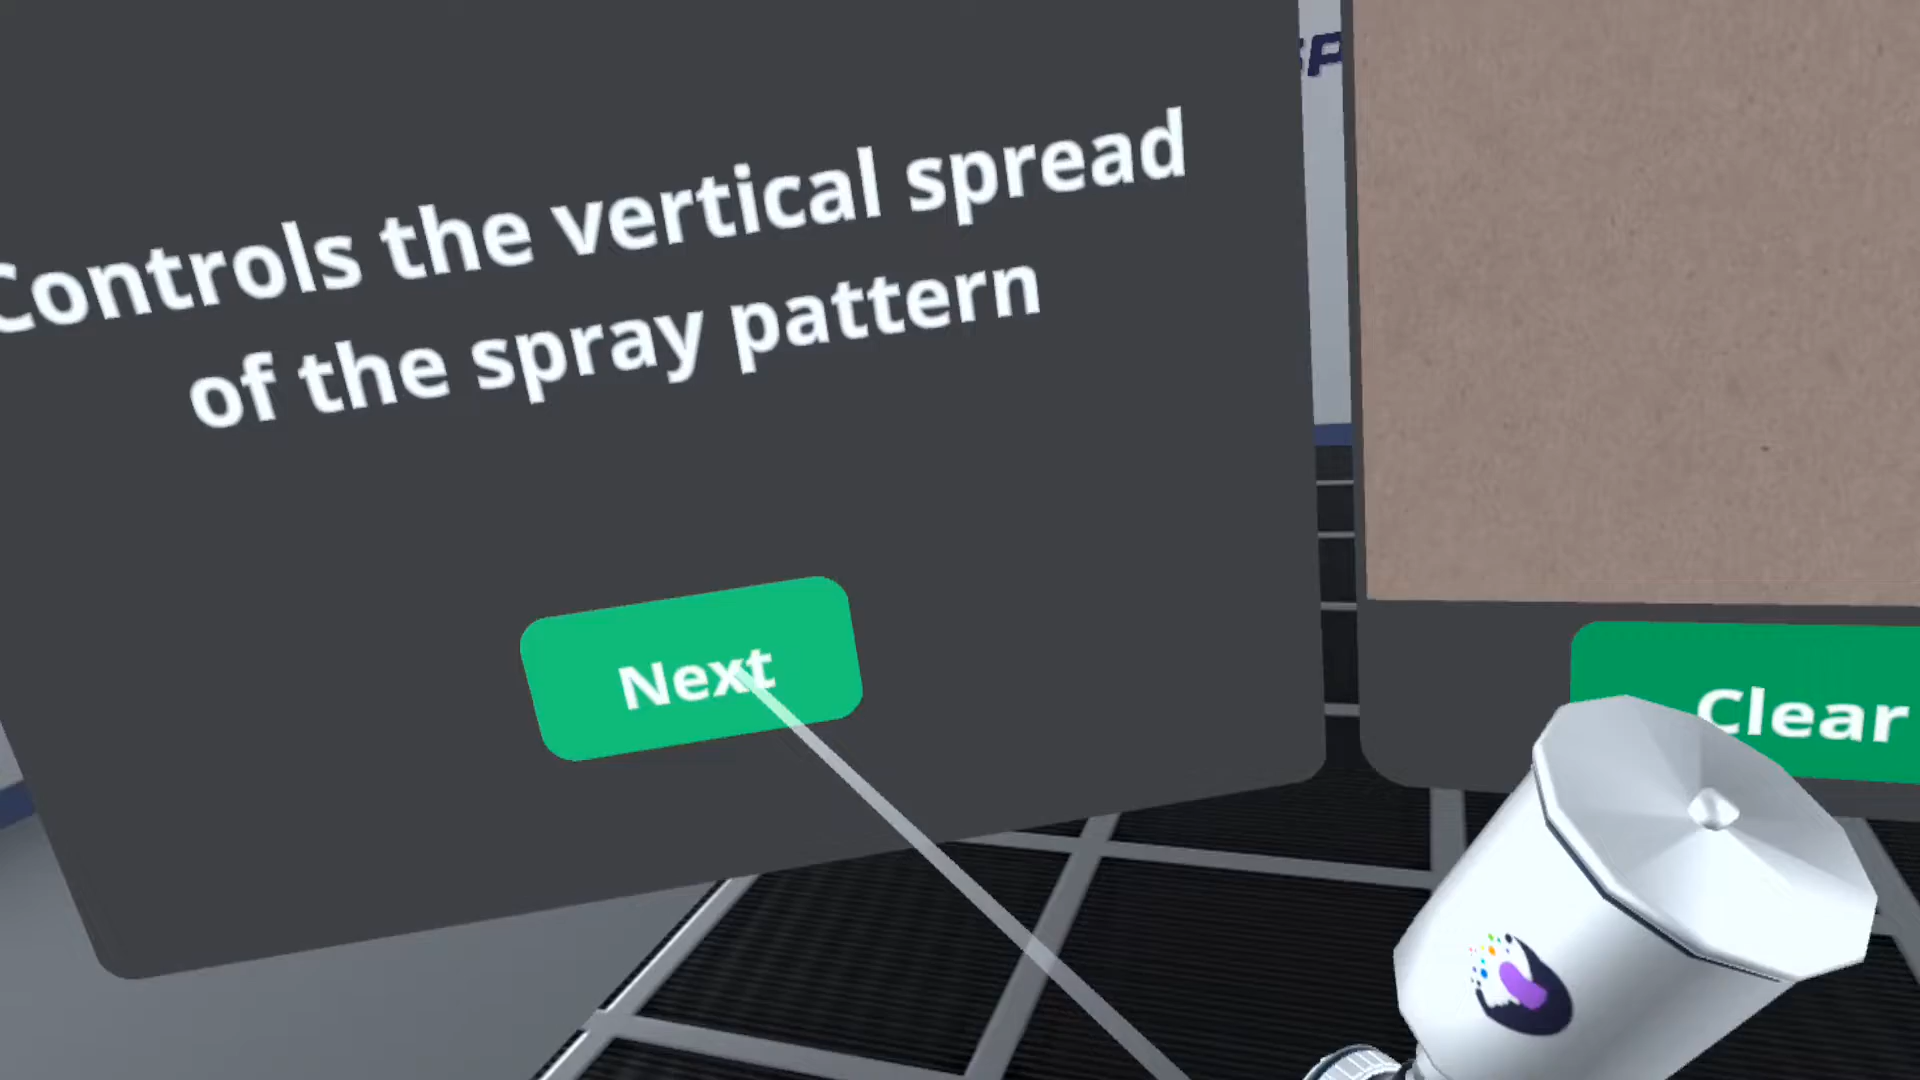 Controls the vertical spread
of the spray pattern
Next
Clear